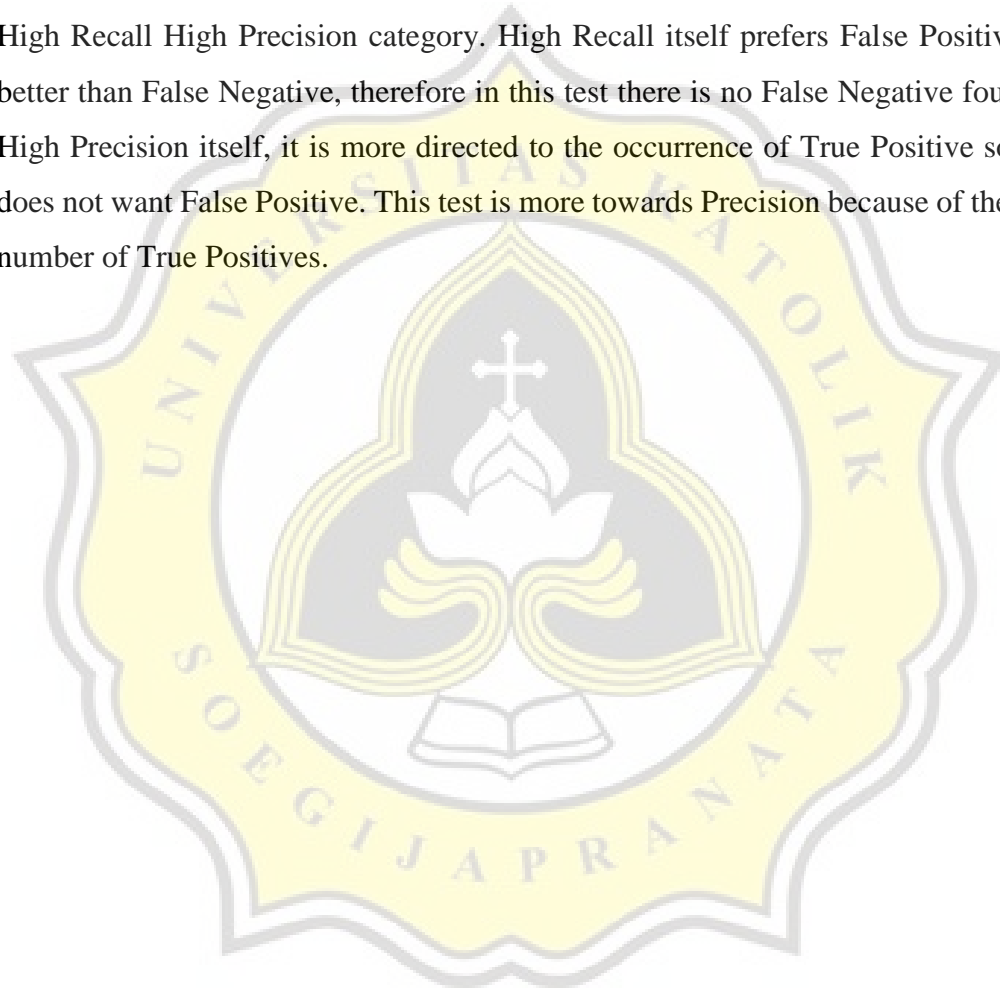 High Recall High Precision category. High Recall itself prefers False Positiv
better than False Negative, therefore in this test there is no False Negative fou
High Precision itself, it is more directed to the occurrence of True Positive so
does not want False Positive. This test is more towards Precision because of the
number of True Positives.
UNIVERSITAS KATOLIK
SOEGIJAPRANATA